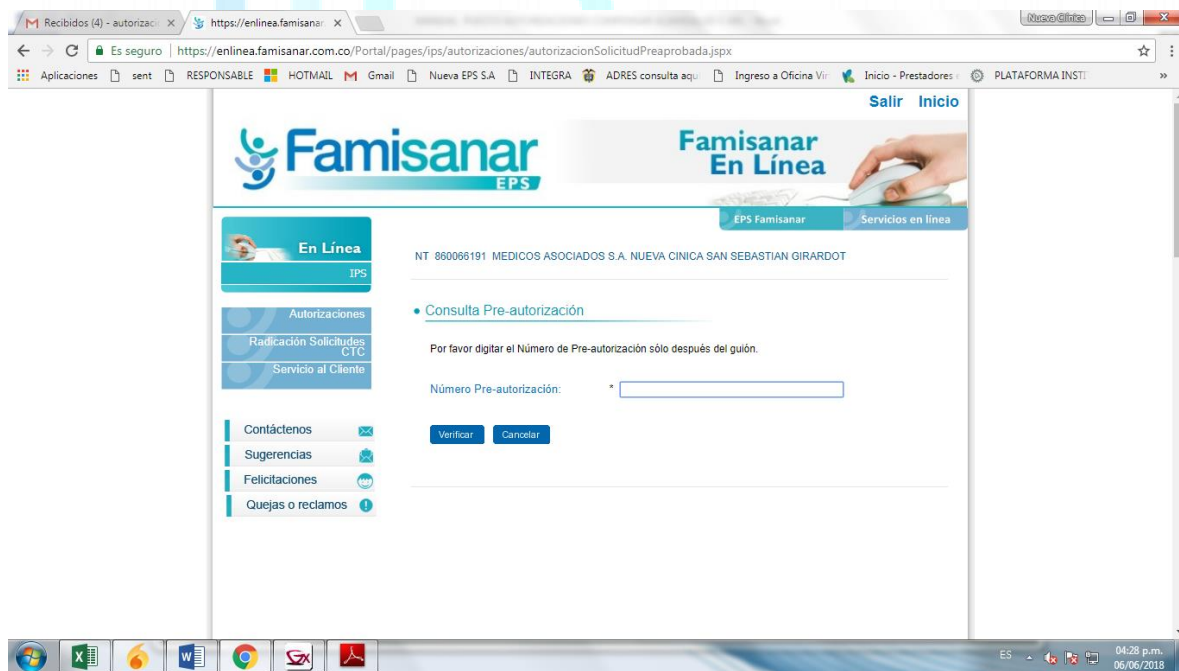 Recibidos (4) - autorizaci
https://enlinea.famisanar.
Nueva Clínica
Es seguro | https://enlinea.famisanar.com.co/Portal/pages/ips/autorizaciones/autorizacionSolicitudPreaprobada.jspx
Aplicaciones sent RESPONSABLE HOTMAIL Gmail Nueva EPS S.A INTEGRA ADRES consulta aqu Ingreso a Oficina Vir Inicio - Prestadores PLATAFORMA INSTI »
Salir Inicio
Famisanar
EPS
Famisanar
En Línea
EPS Famisanar Servicios en línea
En Línea
IPS
NT 860066191 MEDICOS ASOCIADOS S.A. NUEVA CINICA SAN SEBASTIAN GIRARDOT
Autorizaciones
Radicación Solicitudes
CTC
Servicio al Cliente
• Consulta Pre-autorización
Por favor digitar el Número de Pre-autorización sólo después del guión.
Número Pre-autorización: *
Verificar Cancelar
Contáctenos
Sugerencias
Felicitaciones
Quejas o reclamos
ES
04:28 p.m.
06/06/2018